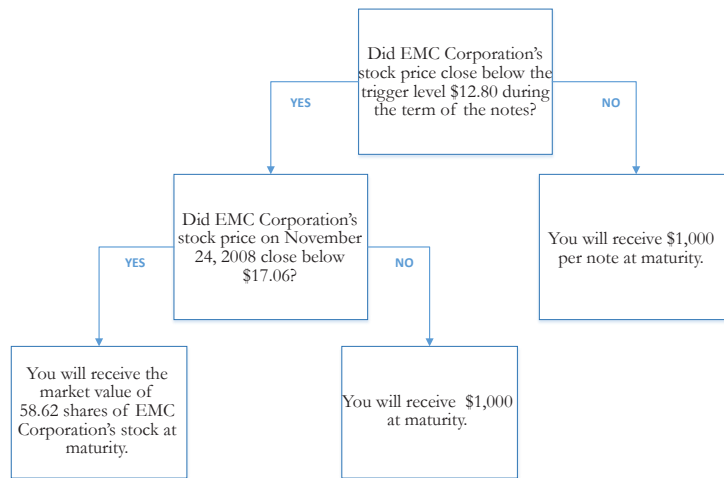 Did EMC Corporation's
stock price close below the
trigger level $12.80 during
the term of the notes?
YES
NO
Did EMC Corporation's
stock price on November
24, 2008 close below
$17.06?
You will receive $1,000
per note at maturity.
YES
NO
You will receive the
market value of
58.62 shares of EMC
Corporation's stock at
maturity.
You will receive $1,000
at maturity.